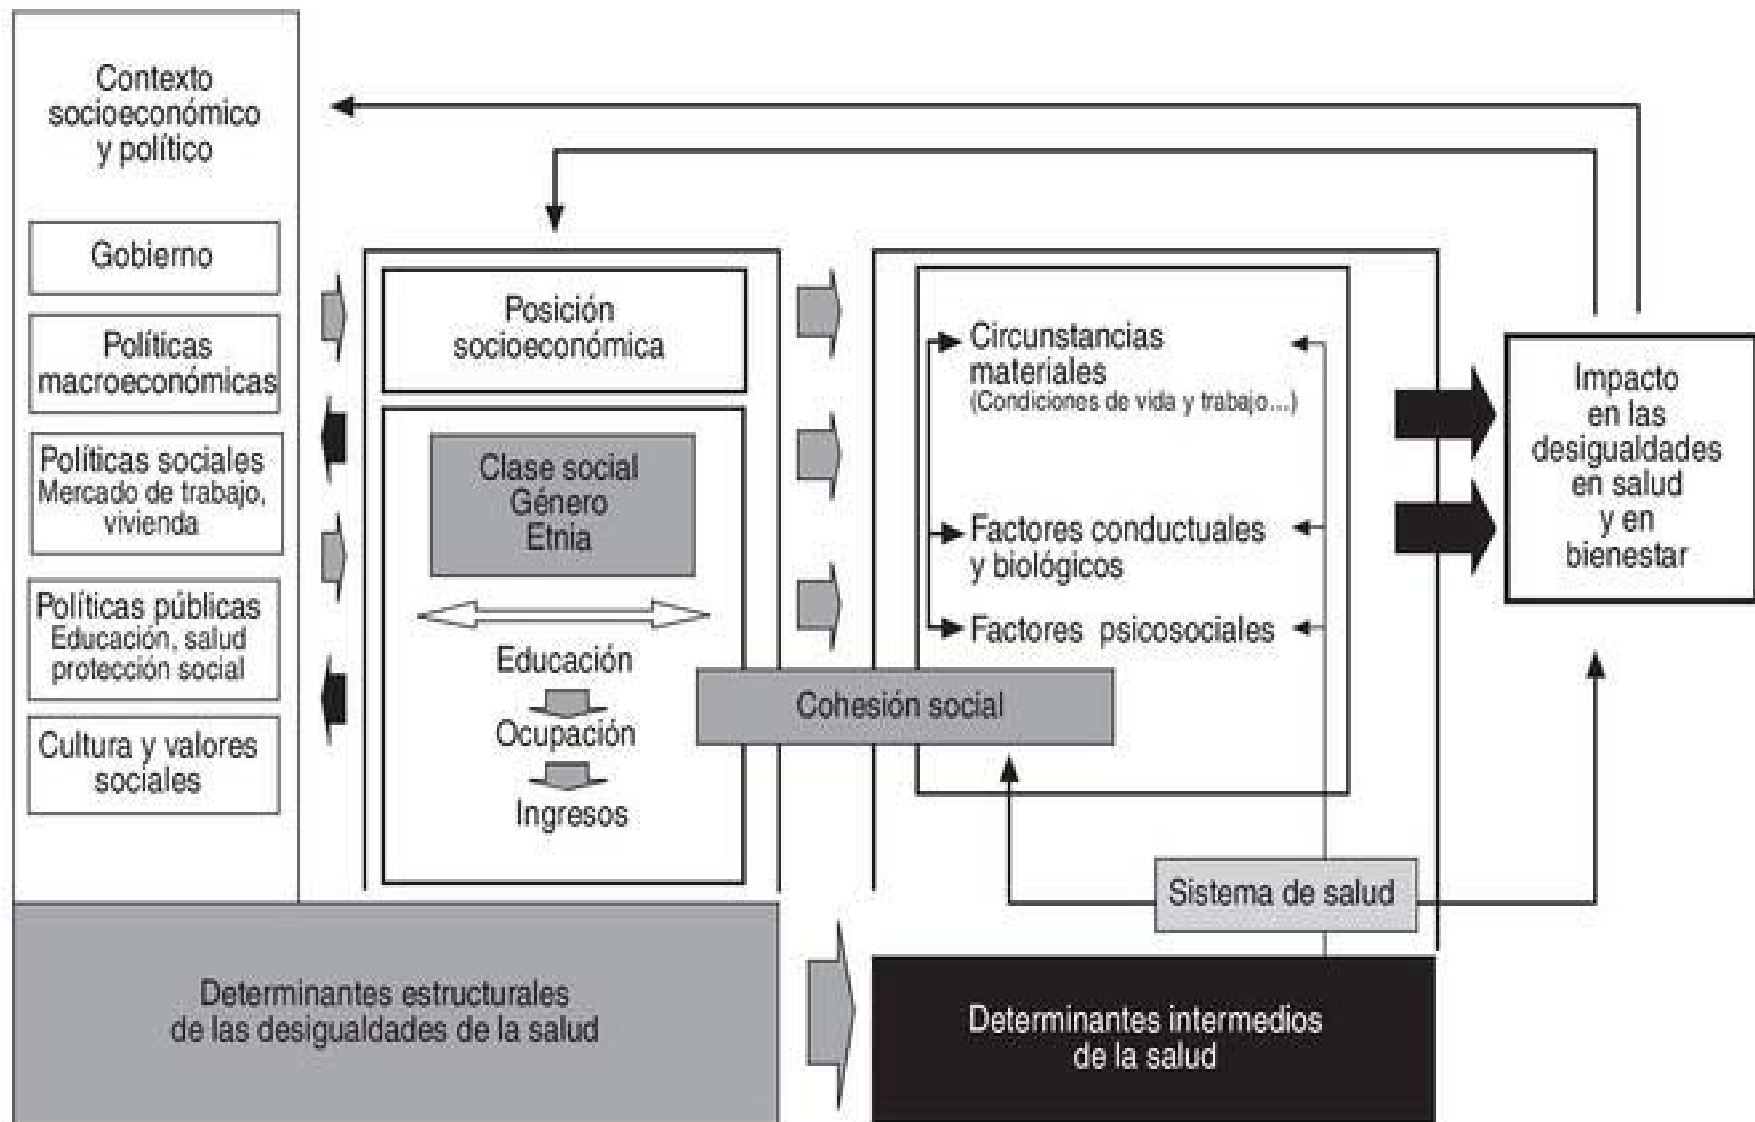 Contexto
socioeconómico
y político
Gobierno
Políticas
macroeconómicas
Políticas sociales
Mercado de trabajo,
vivienda
Políticas públicas
Educación, salud
protección social
Cultura y valores
sociales
Posición
socioeconómica
Clase social
Género
Etnia
Educación
Ocupación
Ingresos
Cohesión social
Circunstancias
materiales
(Condiciones de vida y trabajo...)
Factores conductuales
y biológicos
Factores psicosociales
Sistema de salud
Impacto
en las
desigualdades
en salud
y en
bienestar
Determinantes estructurales
de las desigualdades de la salud
Determinantes intermedios
de la salud